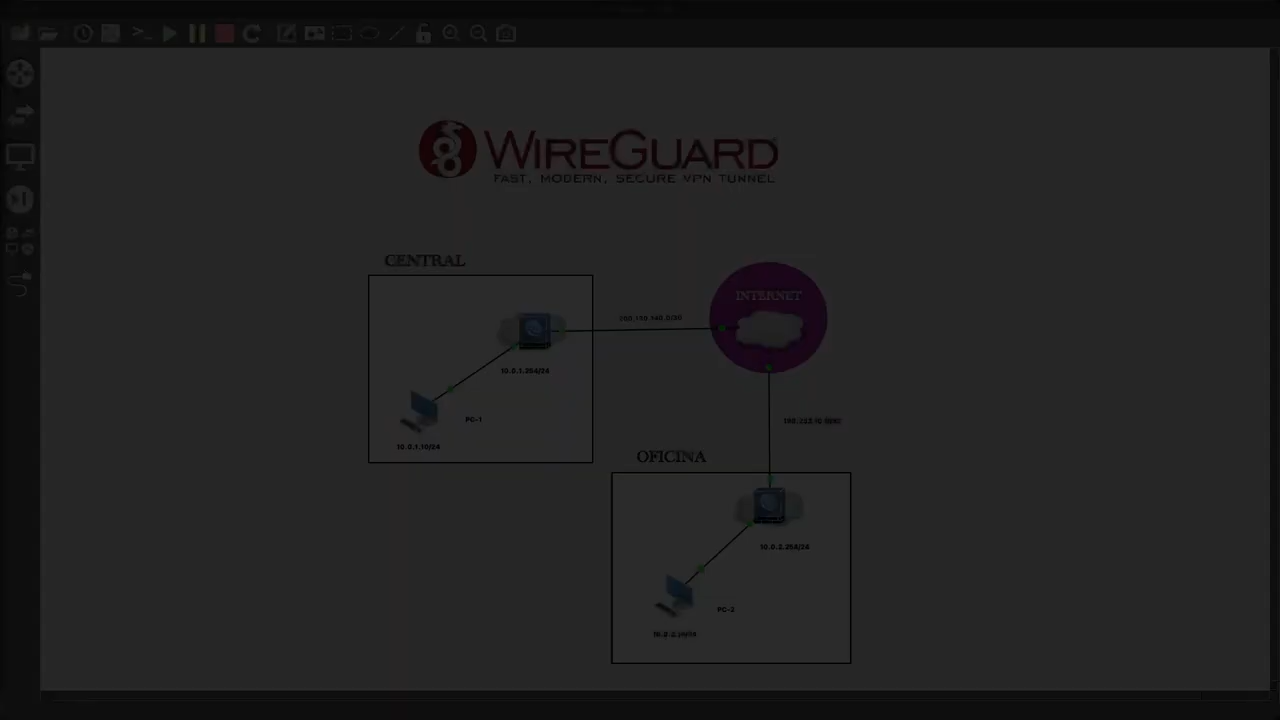 WIREGUARD
FAST, MODERN, SECURE VPN TUNNEL
CENTRAL
INTERNET
10.0.1.254/24
PC-1
10.0.1.10/24
OFICINA
10.0.2.254/24
PC-2